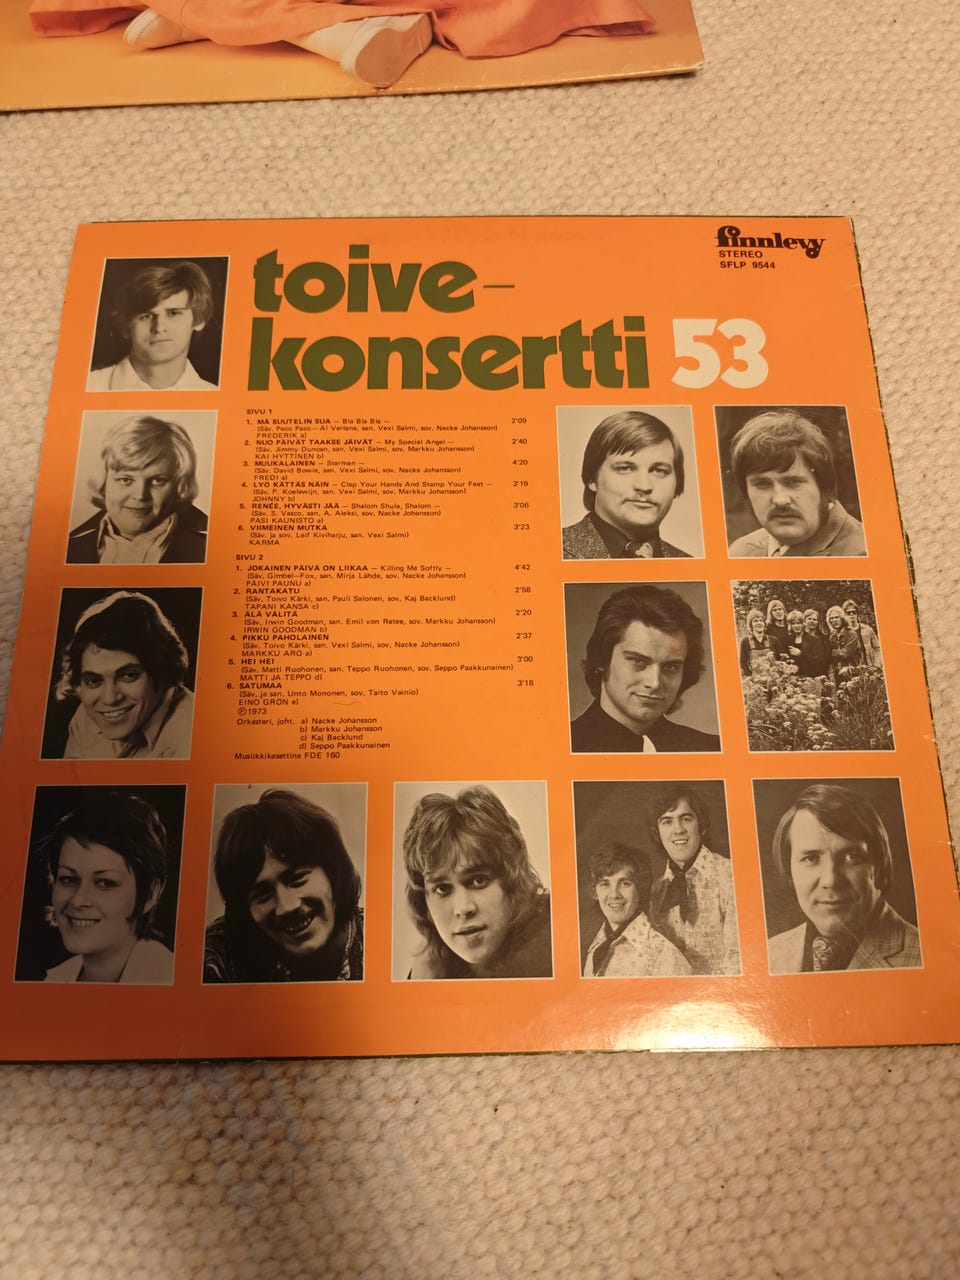 finnlevy
STEREO
SFLP 9544
toive–
konsertti 53
SIVU 1
1. MÄ SUUTELIN SUA – Bla Bla Bla – 2'09
(Säv. Paco Paco – Al Verlane, san. Vexi Salmi, sov. Nacke Johansson)
FREDERIK a)
2. NUO PÄIVÄT TAAKSE JÄIVÄT – My Special Angel – 2'40
(Säv. Jimmy Duncan, san. Vexi Salmi, sov. Markku Johansson)
KAI HYTTINEN b)
3. MUUKALAINEN – Starman – 4'20
(Säv. David Bowie, san. Vexi Salmi, sov. Nacke Johansson)
FREDI a)
4. LYÖ KÄTTÄS NÄIN – Clap Your Hands And Stamp Your Feet – 3'19
(Säv. P. Koelewijn, san. Vexi Salmi, sov. Markku Johansson)
JOHNNY b)
5. RENÉE, HYVÄSTI JÄÄ – Shalom Shula, Shalom – 3'06
(Säv. S. Vasco, san. A. Aleksi, sov. Nacke Johansson)
PASI KAUNISTO a)
6. VIIMEINEN MUTKA 3'23
(Säv. ja sov. Leif Kiviharju, san. Vexi Salmi)
KARMA
SIVU 2
1. JOKAINEN PÄIVÄ ON LIIKAA – Killing Me Softly – 4'42
(Säv. Gimbel–Fox, san. Mirja Lähde, sov. Nacke Johansson)
PÄIVI PAUNU a)
2. RANTAKATU 2'58
(Säv. Toivo Kärki, san. Pauli Salonen, sov. Kaj Backlund)
TAPANI KANSA c)
3. ÄLÄ VÄLITÄ 2'20
(Säv. Irwin Goodman, san. Emil von Retee, sov. Markku Johansson)
IRWIN GOODMAN b)
4. PIKKU PAHOLAINEN 2'37
(Säv. Toivo Kärki, san. Vexi Salmi, sov. Nacke Johansson)
MARKKU ARO a)
5. HEI HEI 3'00
(Säv. Matti Ruohonen, san. Teppo Ruohonen, sov. Seppo Paakkunainen)
MATTI JA TEPPO d)
6. SATUMAA 3'18
(Säv. ja san. Unto Mononen, sov. Taito Vainio)
EINO GRÖN e)
Ⓟ1973
Orkesteri, joht. a) Nacke Johansson
b) Markku Johansson
c) Kaj Backlund
d) Seppo Paakkunainen
Musiikkikasettina FDE 160